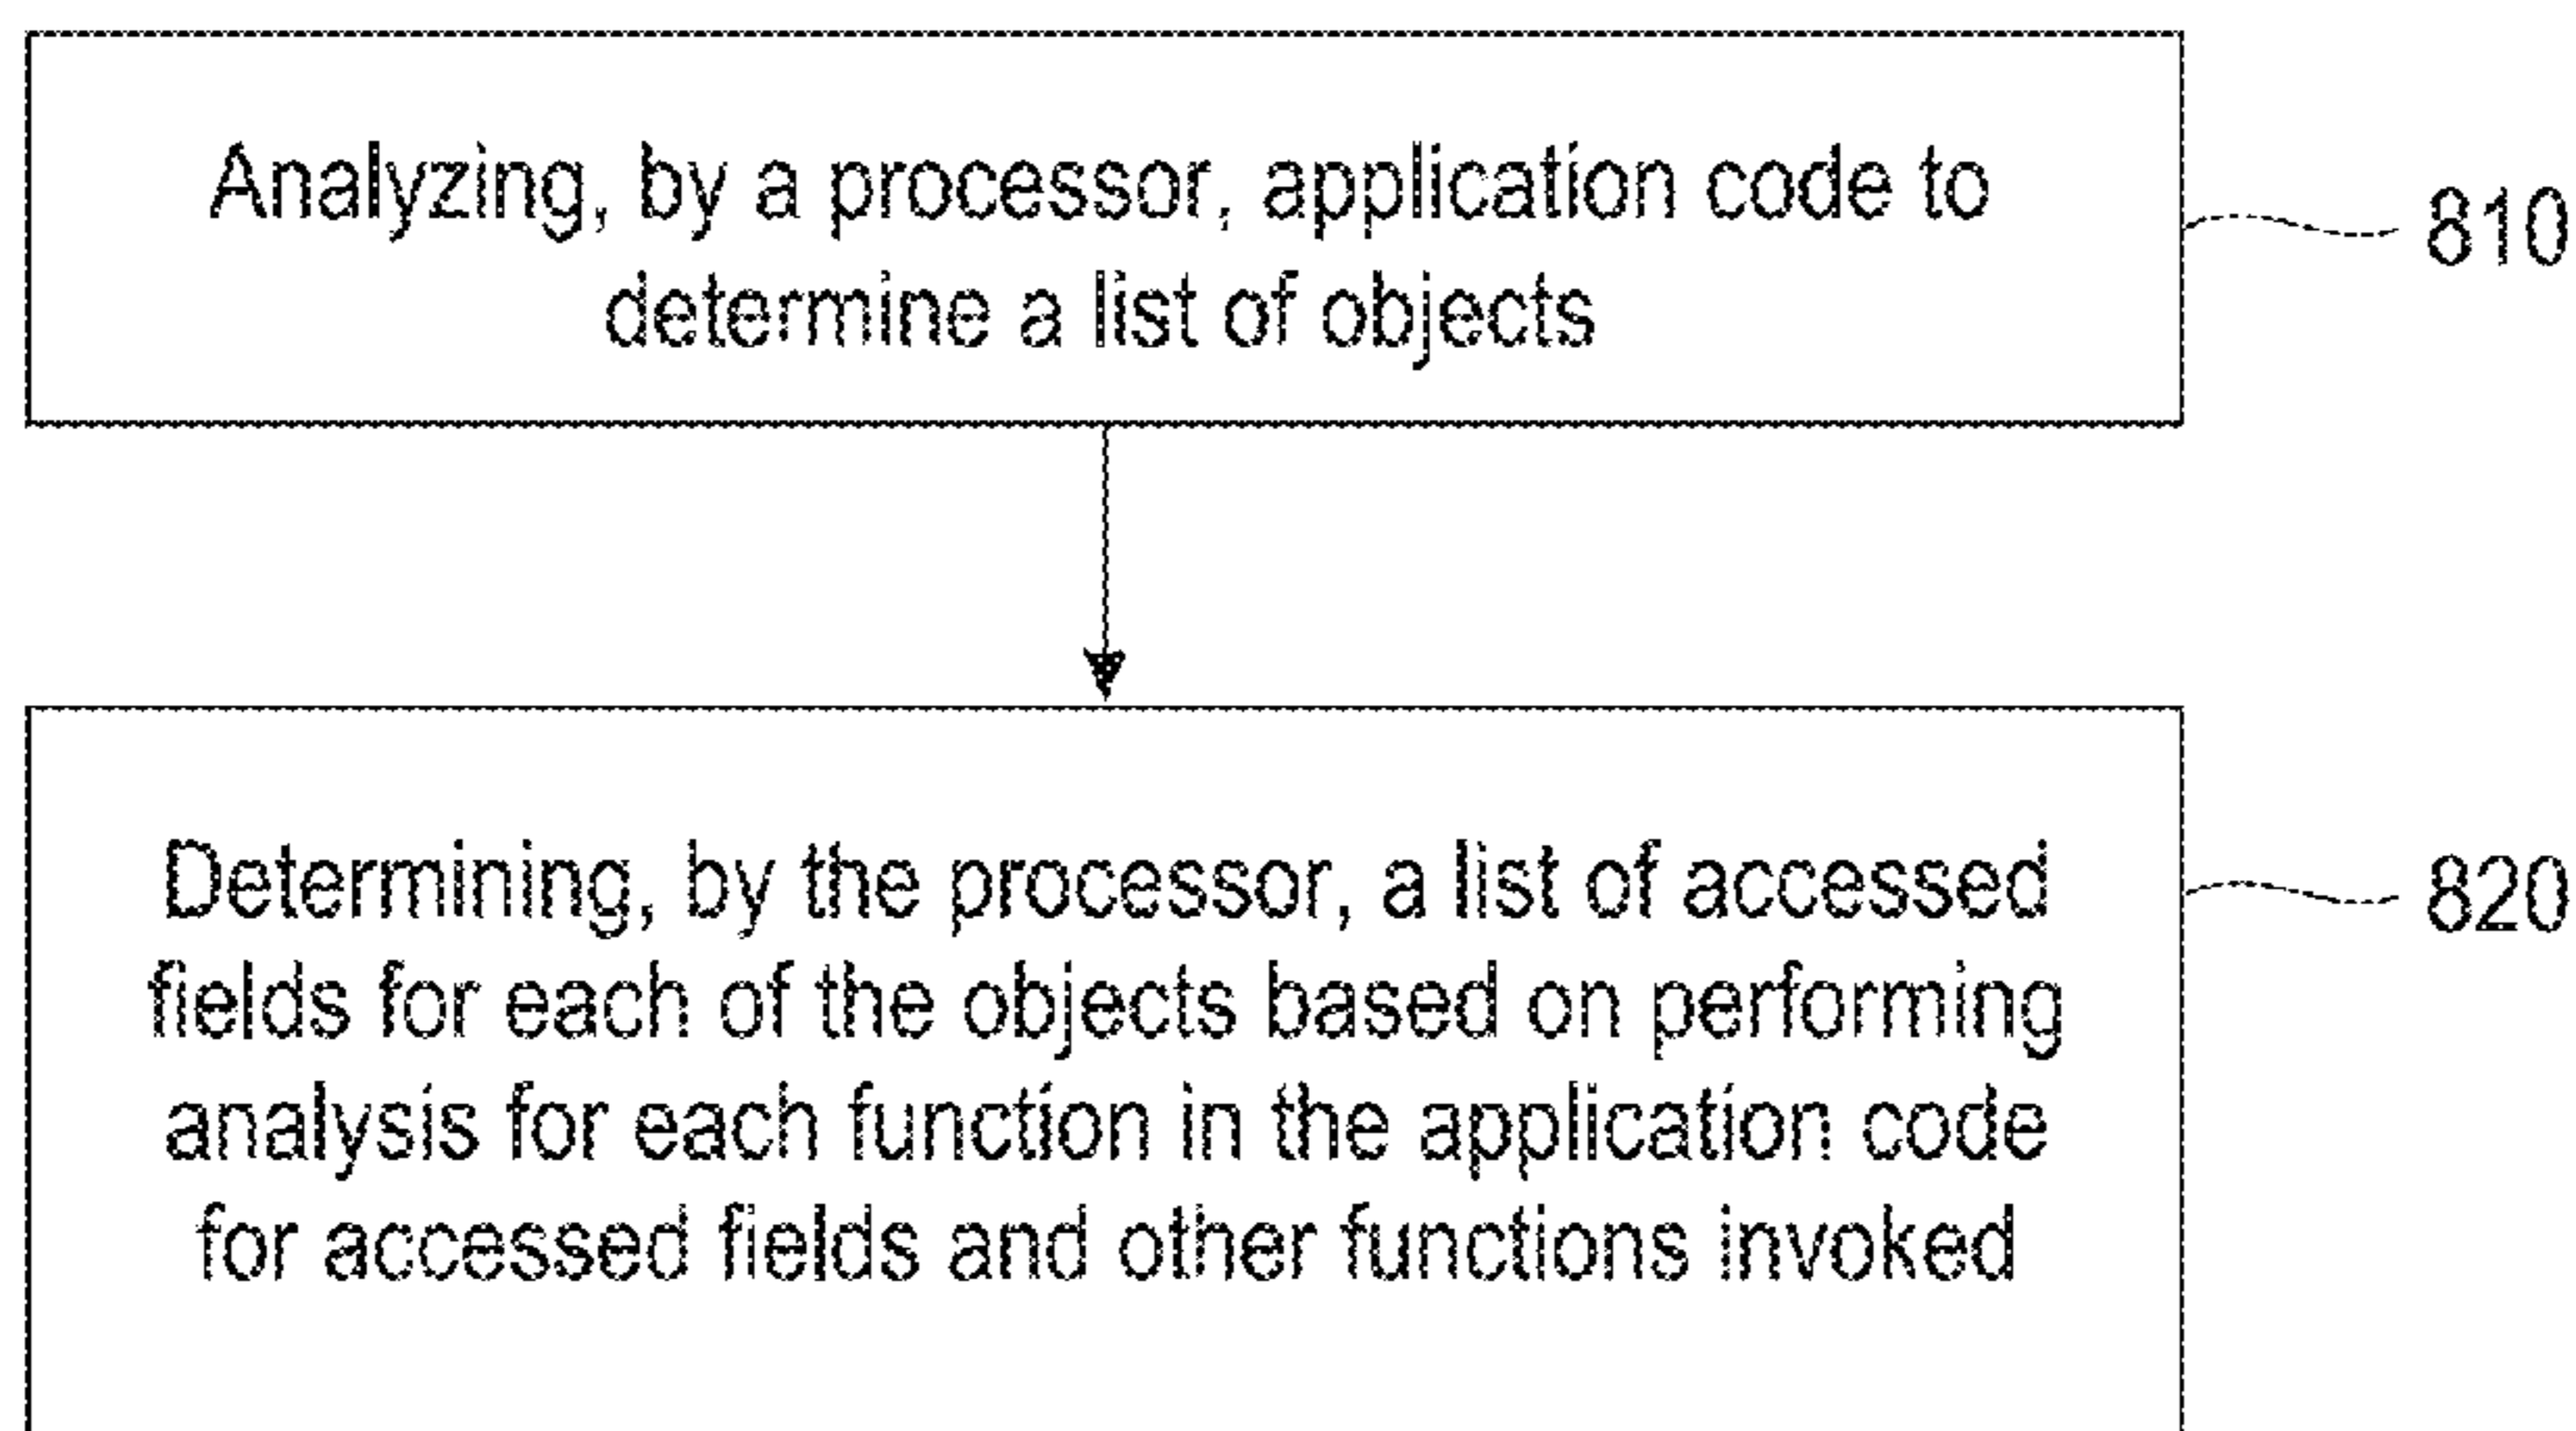 Analyzing, by a processor, application code to
determine a list of objects
810
Determining, by the processor, a list of accessed
fields for each of the objects based on performing
analysis for each function in the application code
for accessed fields and other functions invoked
820